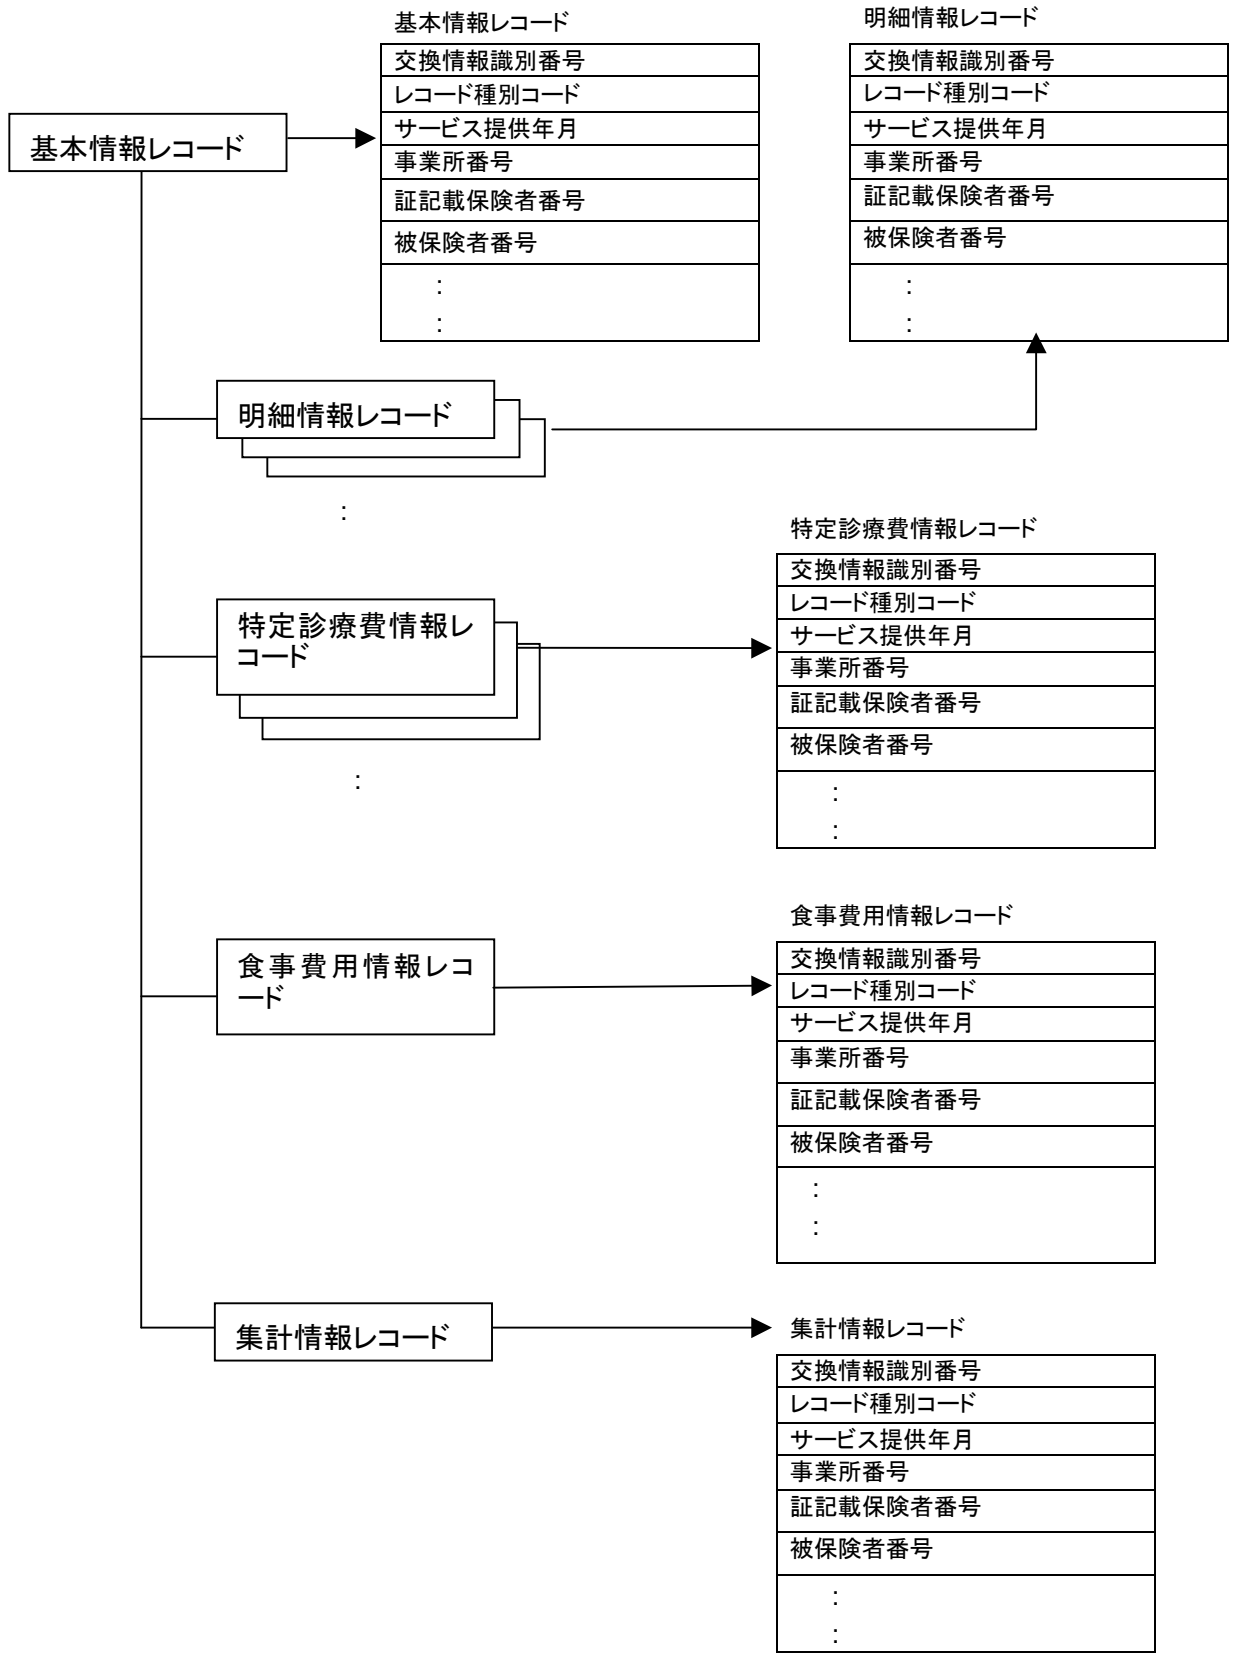 基本情報レコード
交換情報識別番号
レコード種別コード
サービス提供年月
事業所番号
証記載保険者番号
被保険者番号
:
:
明細情報レコード
交換情報識別番号
レコード種別コード
サービス提供年月
事業所番号
証記載保険者番号
被保険者番号
:
:
基本情報レコード
明細情報レコード
:
特定診療費情報レ
コード
:
特定診療費情報レコード
交換情報識別番号
レコード種別コード
サービス提供年月
事業所番号
証記載保険者番号
被保険者番号
:
:
食事費用情報レコ
ード
食事費用情報レコード
交換情報識別番号
レコード種別コード
サービス提供年月
事業所番号
証記載保険者番号
被保険者番号
:
:
集計情報レコード
集計情報レコード
交換情報識別番号
レコード種別コード
サービス提供年月
事業所番号
証記載保険者番号
被保険者番号
:
: